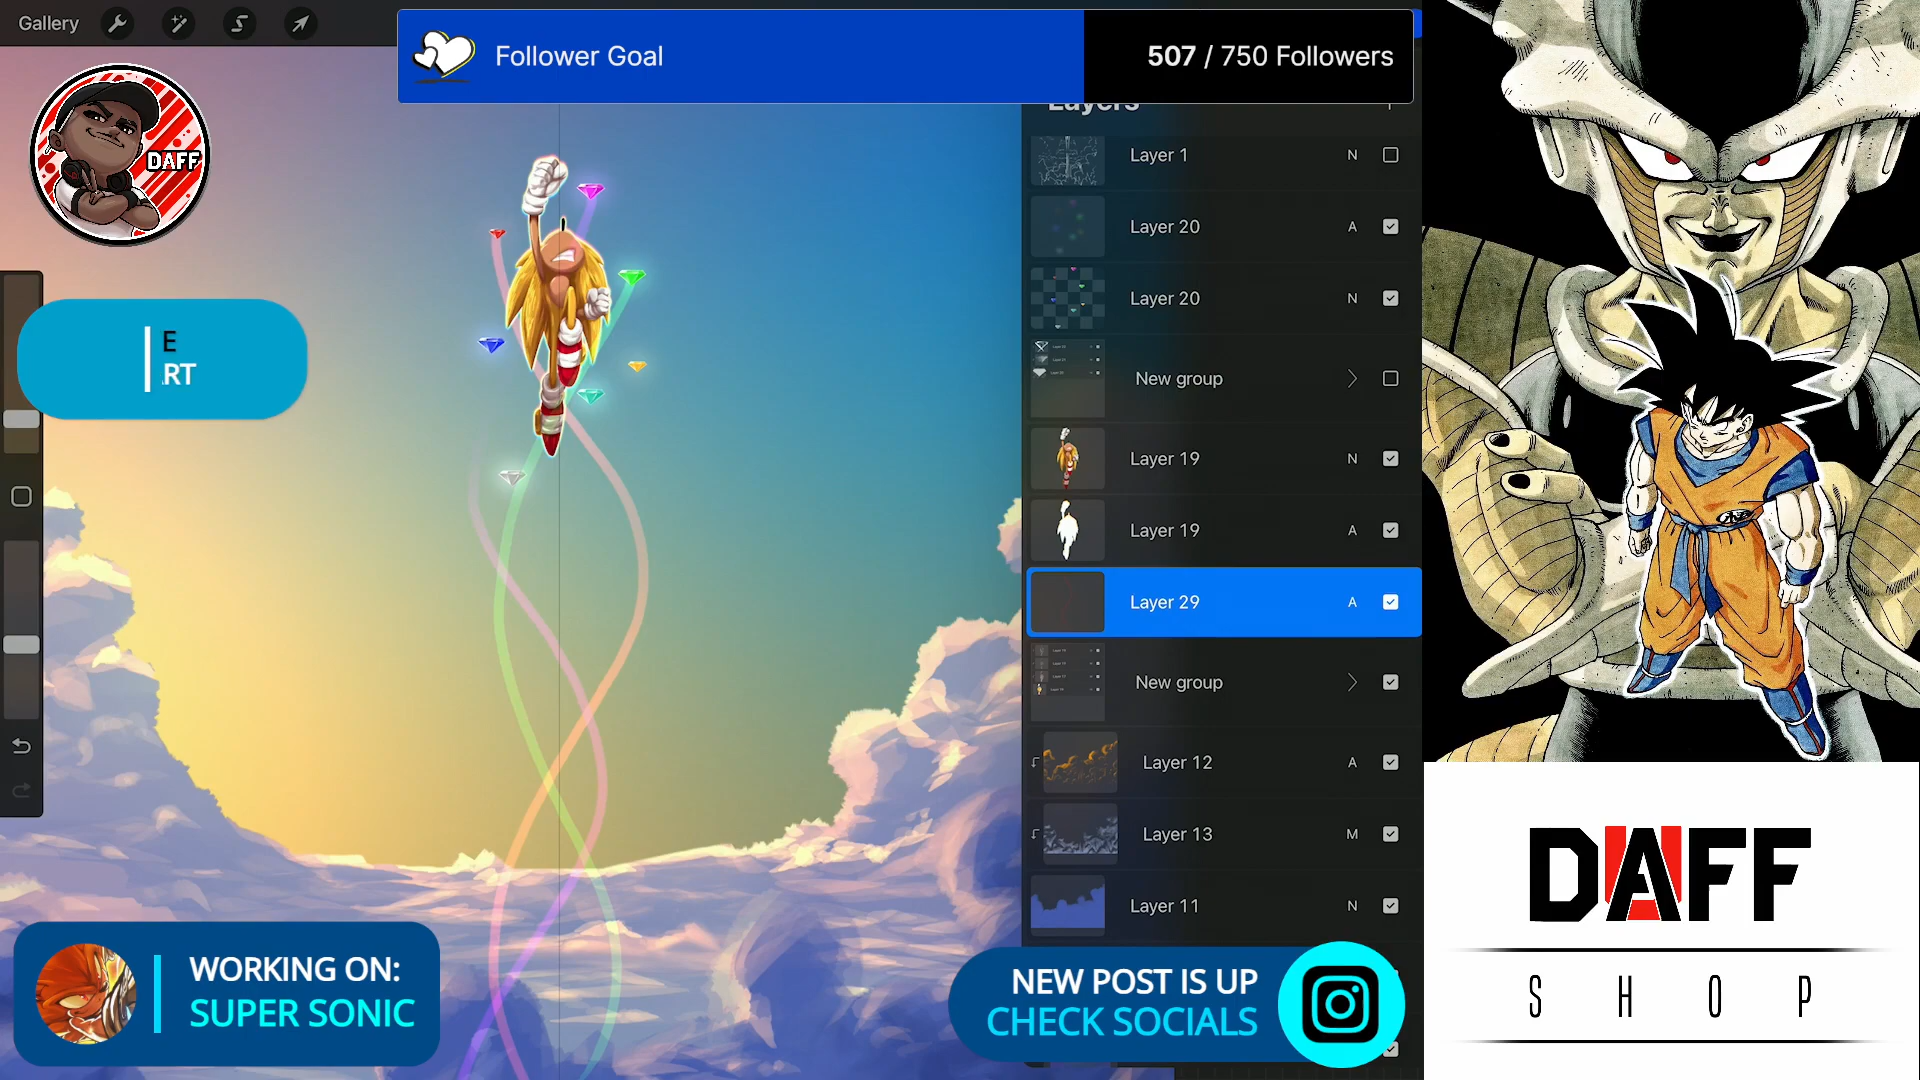 Gallery
Follower Goal
507 / 750 Followers
Layers
DAFF
Layer 1 N
Layer 20 A
Layer 20 N
New group
Layer 19 N
Layer 19 A
Layer 29 A
New group
Layer 12 A
Layer 13 M
Layer 11 N
E
RT
WORKING ON:
SUPER SONIC
NEW POST IS UP
CHECK SOCIALS
DAFF
SHOP